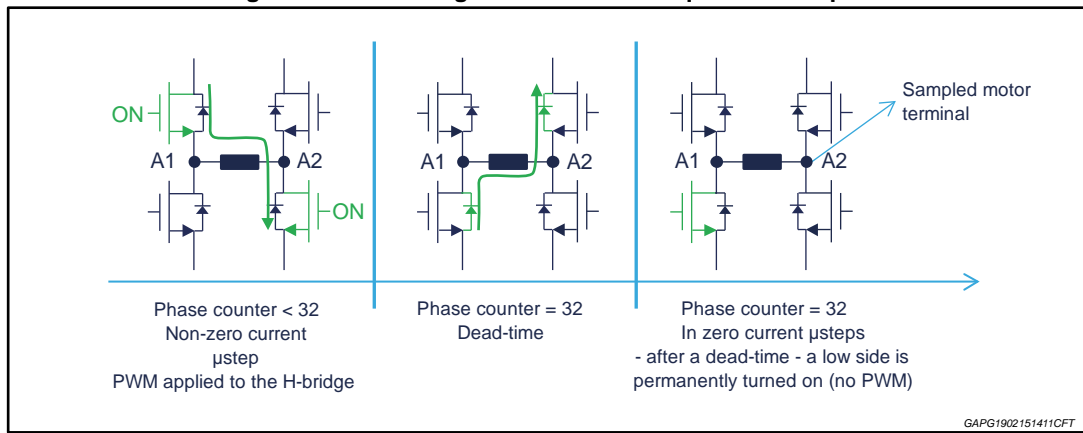 ON
A1
A2
ON
A1
A2
A1
A2
Sampled motor
terminal
Phase counter < 32
Non-zero current
µstep
PWM applied to the H-bridge
Phase counter = 32
Dead-time
Phase counter = 32
In zero current µsteps
- after a dead-time - a low side is
permanently turned on (no PWM)
GAPG1902151411CFT